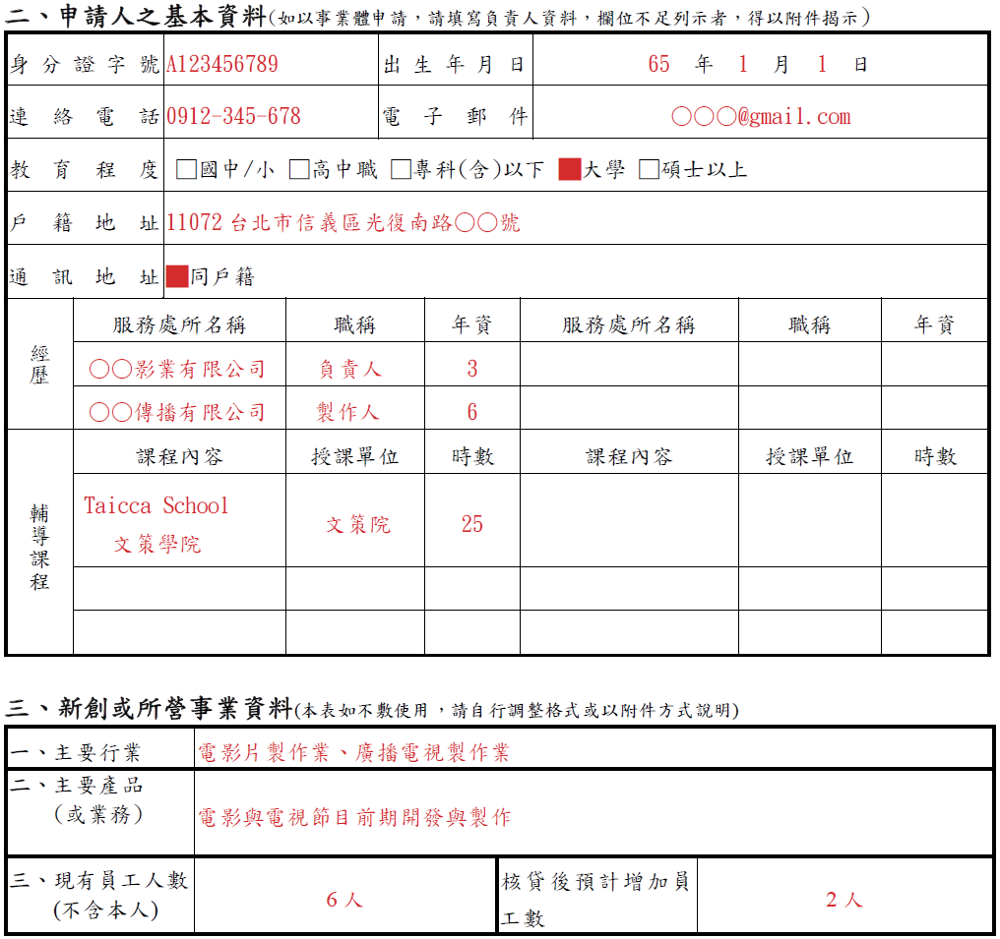 二、申請人之基本資料(如以事業體申請，請填寫負責人資料，欄位不足列示者，得以附件揭示)
身分證字號 A123456789 出生年月日 65 年 1 月 1 日
連絡電話 0912-345-678 電子郵件 ○○○@gmail.com
教育程度 □國中/小 □高中職 □專科(含)以下 ■大學 □碩士以上
戶籍地址 11072 台北市信義區光復南路○○號
通訊地址 ■同戶籍
經歷 服務處所名稱 職稱 年資 服務處所名稱 職稱 年資
○○影業有限公司 負責人 3
○○傳播有限公司 製作人 6
輔導課程 課程內容 授課單位 時數 課程內容 授課單位 時數
Taicca School
文策學院 文策院 25
三、新創或所營事業資料(本表如不敷使用，請自行調整格式或以附件方式說明)
一、主要行業 電影片製作業、廣播電視製作業
二、主要產品
（或業務） 電影與電視節目前期開發與製作
三、現有員工人數
(不含本人) 6 人 核貸後預計增加員
工數 2 人